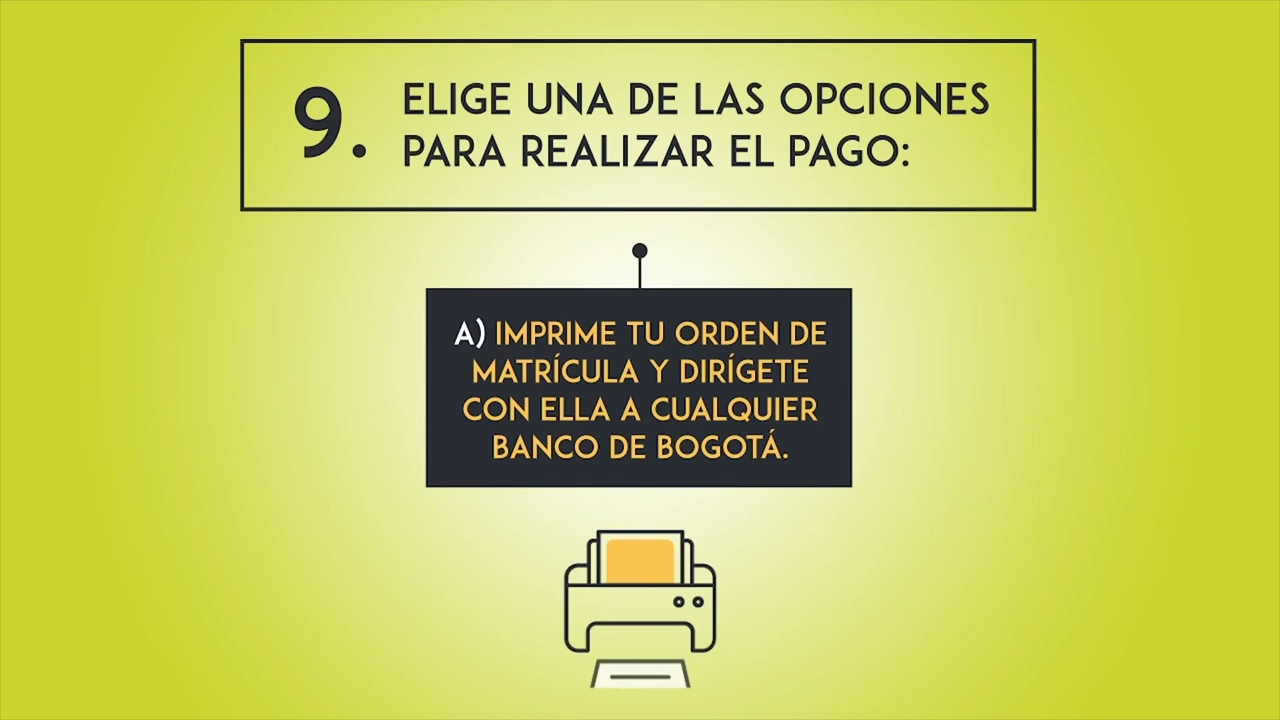 9. ELIGE UNA DE LAS OPCIONES
PARA REALIZAR EL PAGO:
A) IMPRIME TU ORDEN DE
MATRÍCULA Y DIRÍGETE
CON ELLA A CUALQUIER
BANCO DE BOGOTÁ.